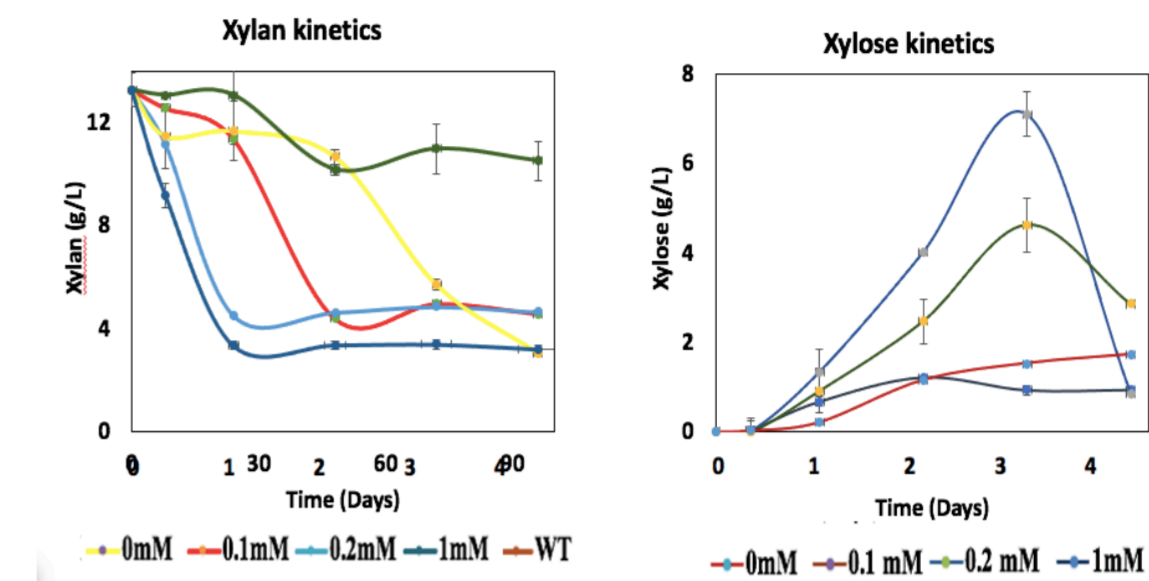 Xylan kinetics
12
8
4
0
Xylan (g/L)
0 1 30 2 60 3 4 90
Time (Days)
0mM 0.1mM 0.2mM 1mM WT
Xylose kinetics
8
6
4
2
0
Xylose (g/L)
0 1 2 3 4
Time (Days)
0mM 0.1 mM 0.2 mM 1mM